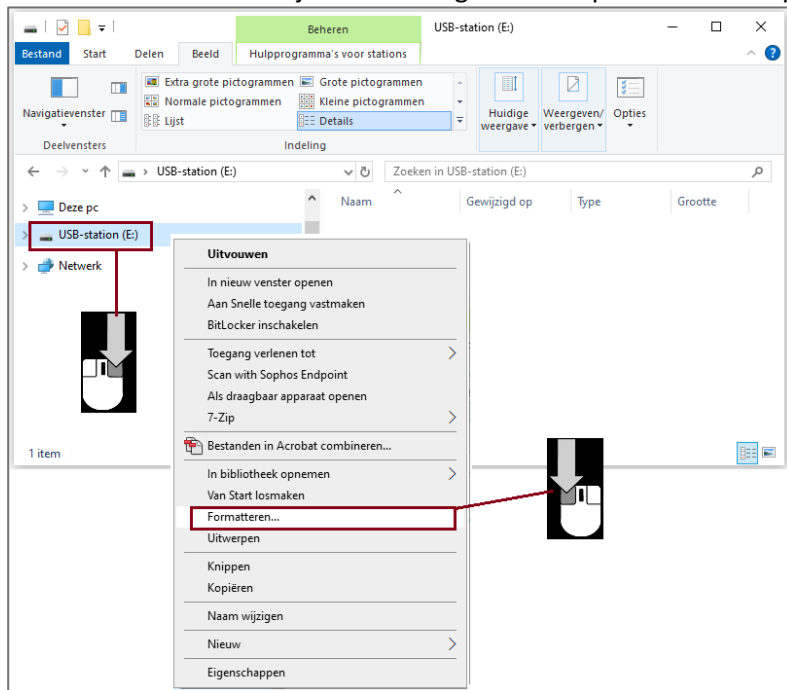 Beheren
USB-station (E:)
Bestand Start Delen Beeld Hulpprogramma's voor stations
Extra grote pictogrammen Grote pictogrammen
Normale pictogrammen Kleine pictogrammen
Lijst Details
Navigatievenster
Huidige weergave
Weergeven/ verbergen
Opties
Deelvensters
Indeling
USB-station (E:)
Zoeken in USB-station (E:)
Naam Gewijzigd op Type Grootte
Deze pc
USB-station (E:)
Netwerk
Uitvouwen
In nieuw venster openen
Aan Snelle toegang vastmaken
BitLocker inschakelen
Toegang verlenen tot
Scan with Sophos Endpoint
Als draagbaar apparaat openen
7-Zip
Bestanden in Acrobat combineren...
In bibliotheek opnemen
Van Start losmaken
Formatteren...
Uitwerpen
Knippen
Kopiëren
Naam wijzigen
Nieuw
Eigenschappen
1 item